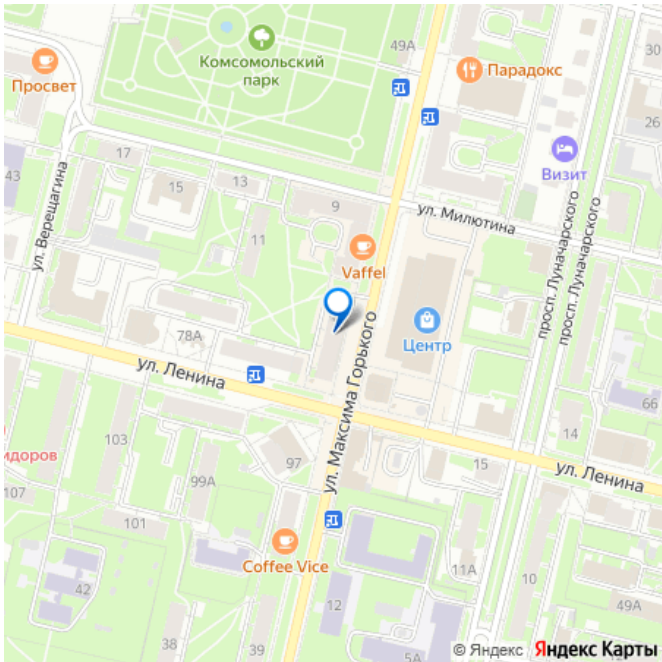 49А
Комсомольский
парк
Просвет
Парадокс
30
26
17
15
13
43
9
Визит
ул. Милютина
ул. Верещагина
11
Vaffel
просп. Луначарского
просп. Луначарского
78А
Центр
ул. Ленина
ул. Максима Горького
66
103
14
идоров
97
99А
15
ул. Ленина
107
101
Coffee Vice
11А
42
12
10
49А
38
39
5А
© Яндекс Яндекс Карты